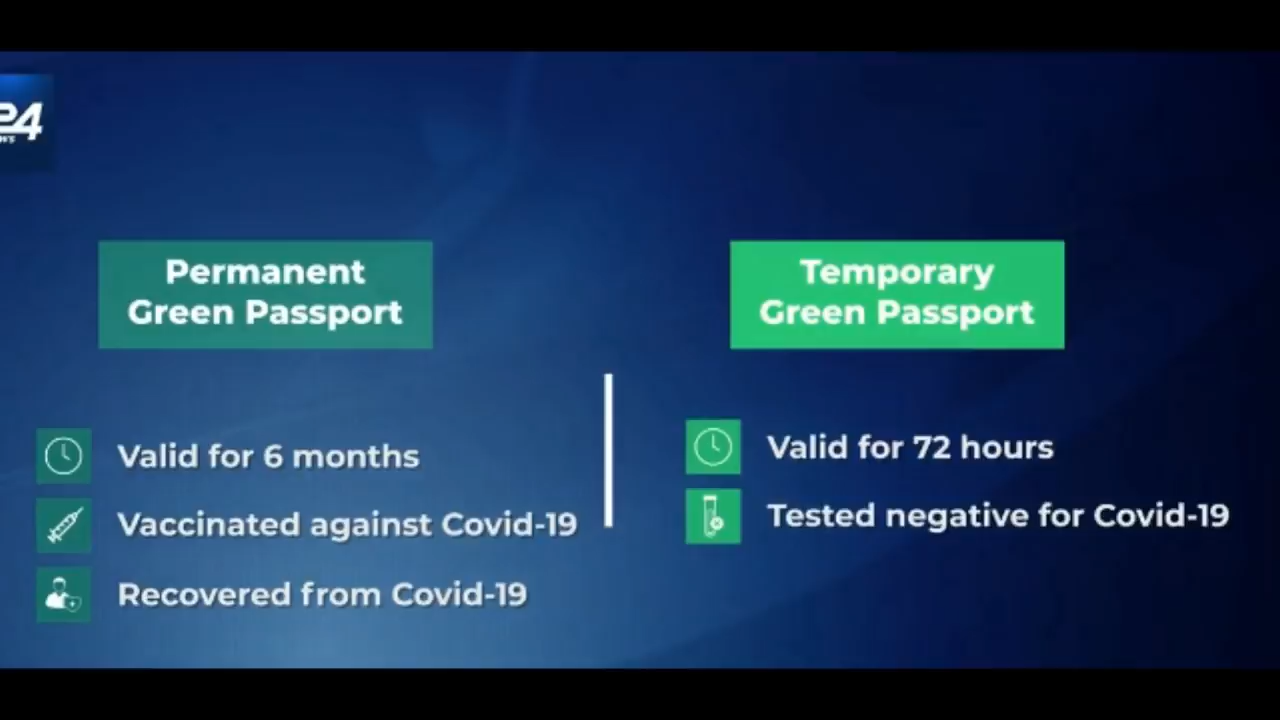 24
Permanent
Green Passport
Valid for 6 months
Vaccinated against Covid-19
Recovered from Covid-19
Temporary
Green Passport
Valid for 72 hours
Tested negative for Covid-19